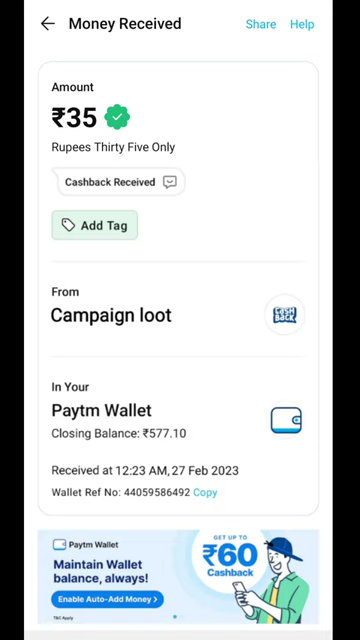 Money Received
Share
Help
Amount
₹35
Rupees Thirty Five Only
Cashback Received
Add Tag
From
Campaign loot
CASH
BACK
In Your
Paytm Wallet
Closing Balance: ₹577.10
Received at 12:23 AM, 27 Feb 2023
Wallet Ref No: 44059586492 Copy
Paytm Wallet
Maintain Wallet
balance, always!
Enable Auto-Add Money >
T&C Apply
GET UP TO
₹60
Cashback